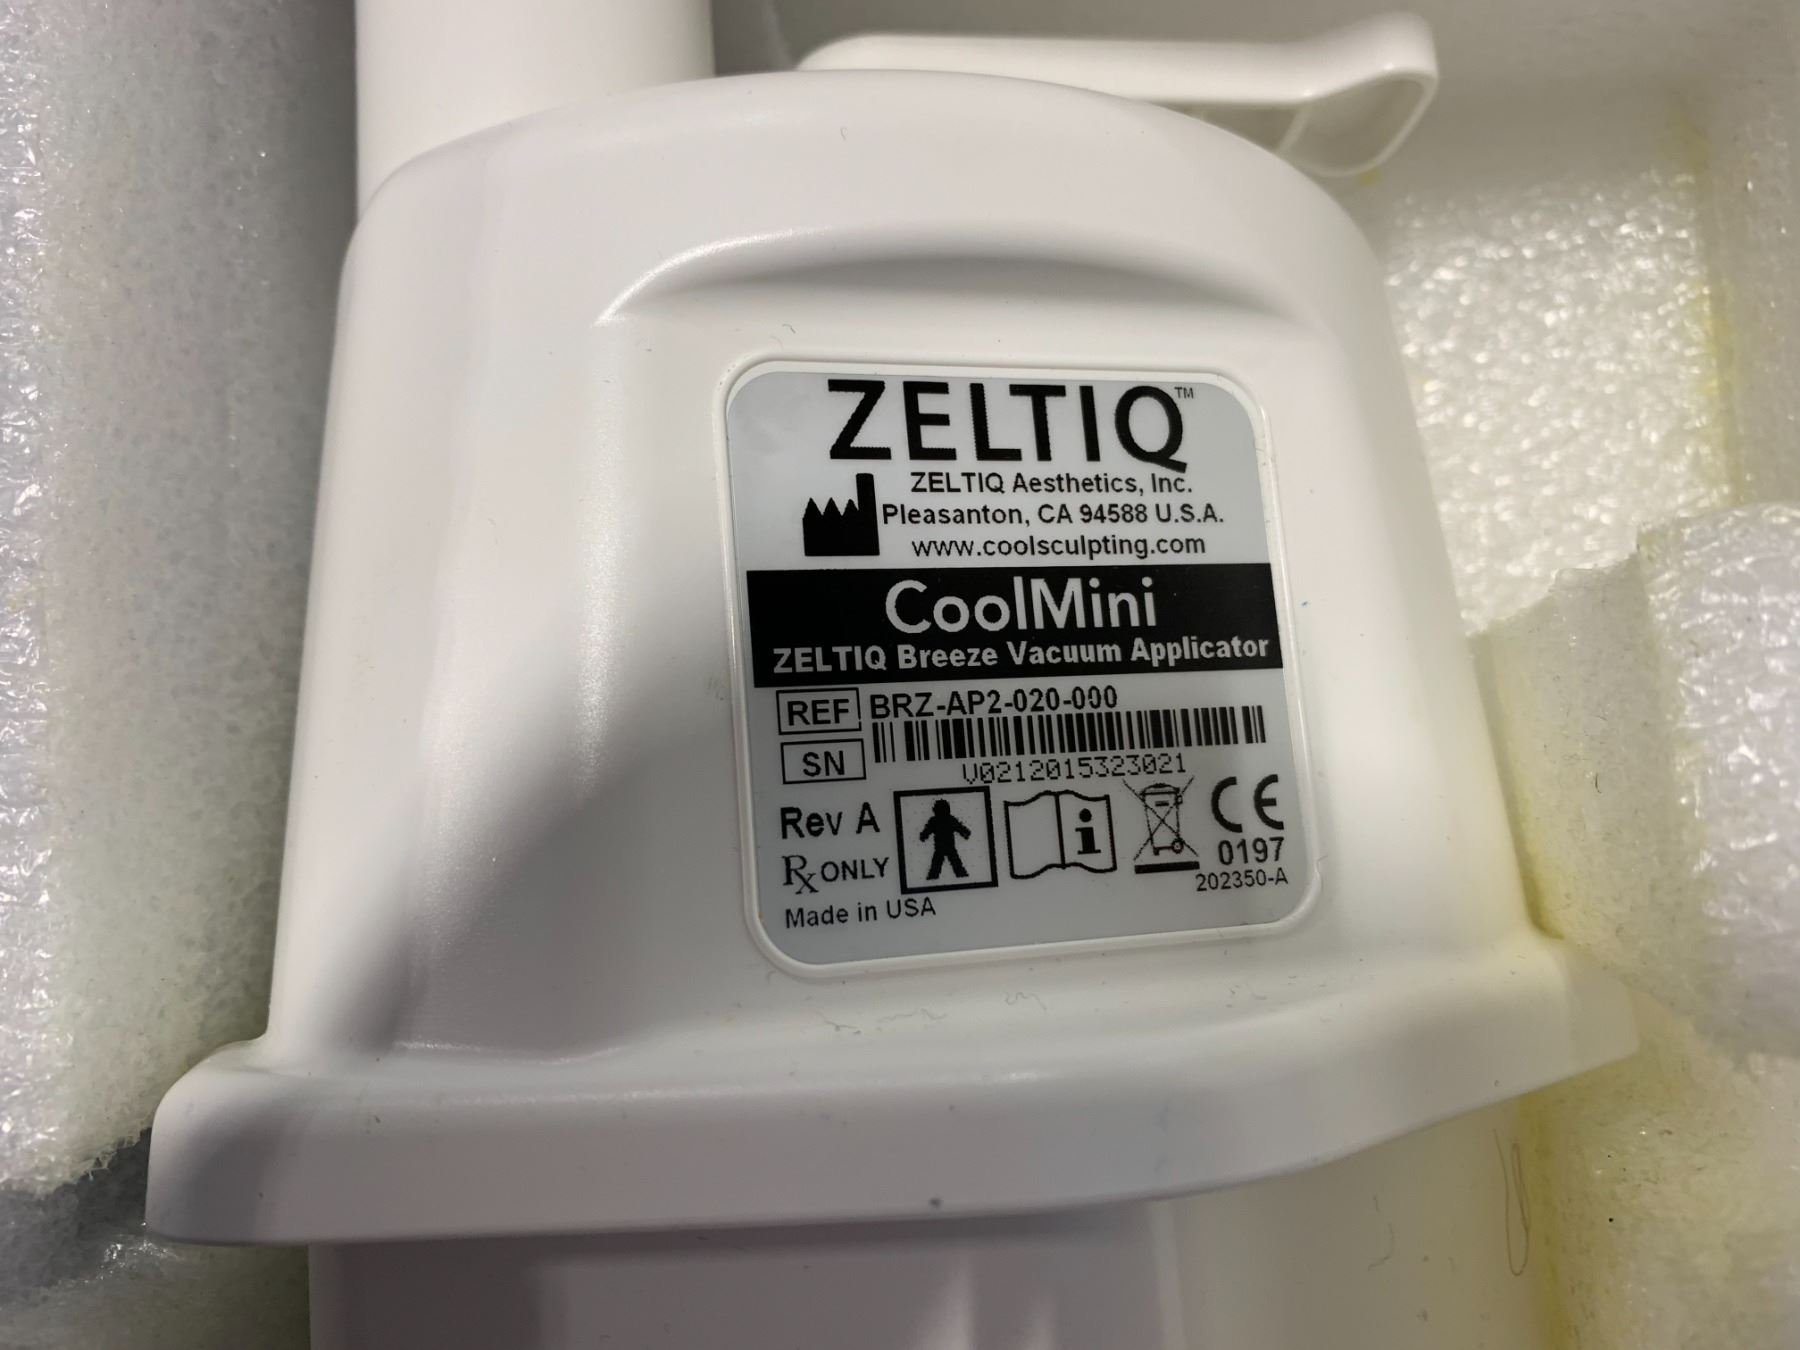 ZELTIQ™
ZELTIQ Aesthetics, Inc.
Pleasanton, CA 94588 U.S.A.
www.coolsculpting.com
CoolMini
ZELTIQ Breeze Vacuum Applicator
REF BRZ-AP2-020-000
SN
V0212015323021
Rev A
Rx ONLY
CE
0197
202350-A
Made in USA